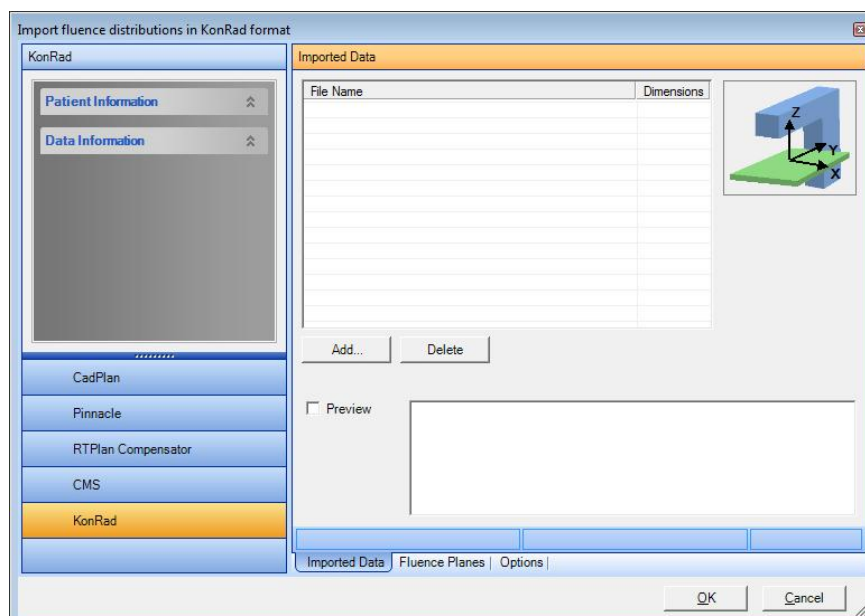 Import fluence distributions in KonRad format
KonRad
Patient Information
Data Information
CadPlan
Pinnacle
RTPlan Compensator
CMS
KonRad
Imported Data
File Name Dimensions
Z
Y
X
Add... Delete
Preview
Imported Data Fluence Planes Options
OK Cancel